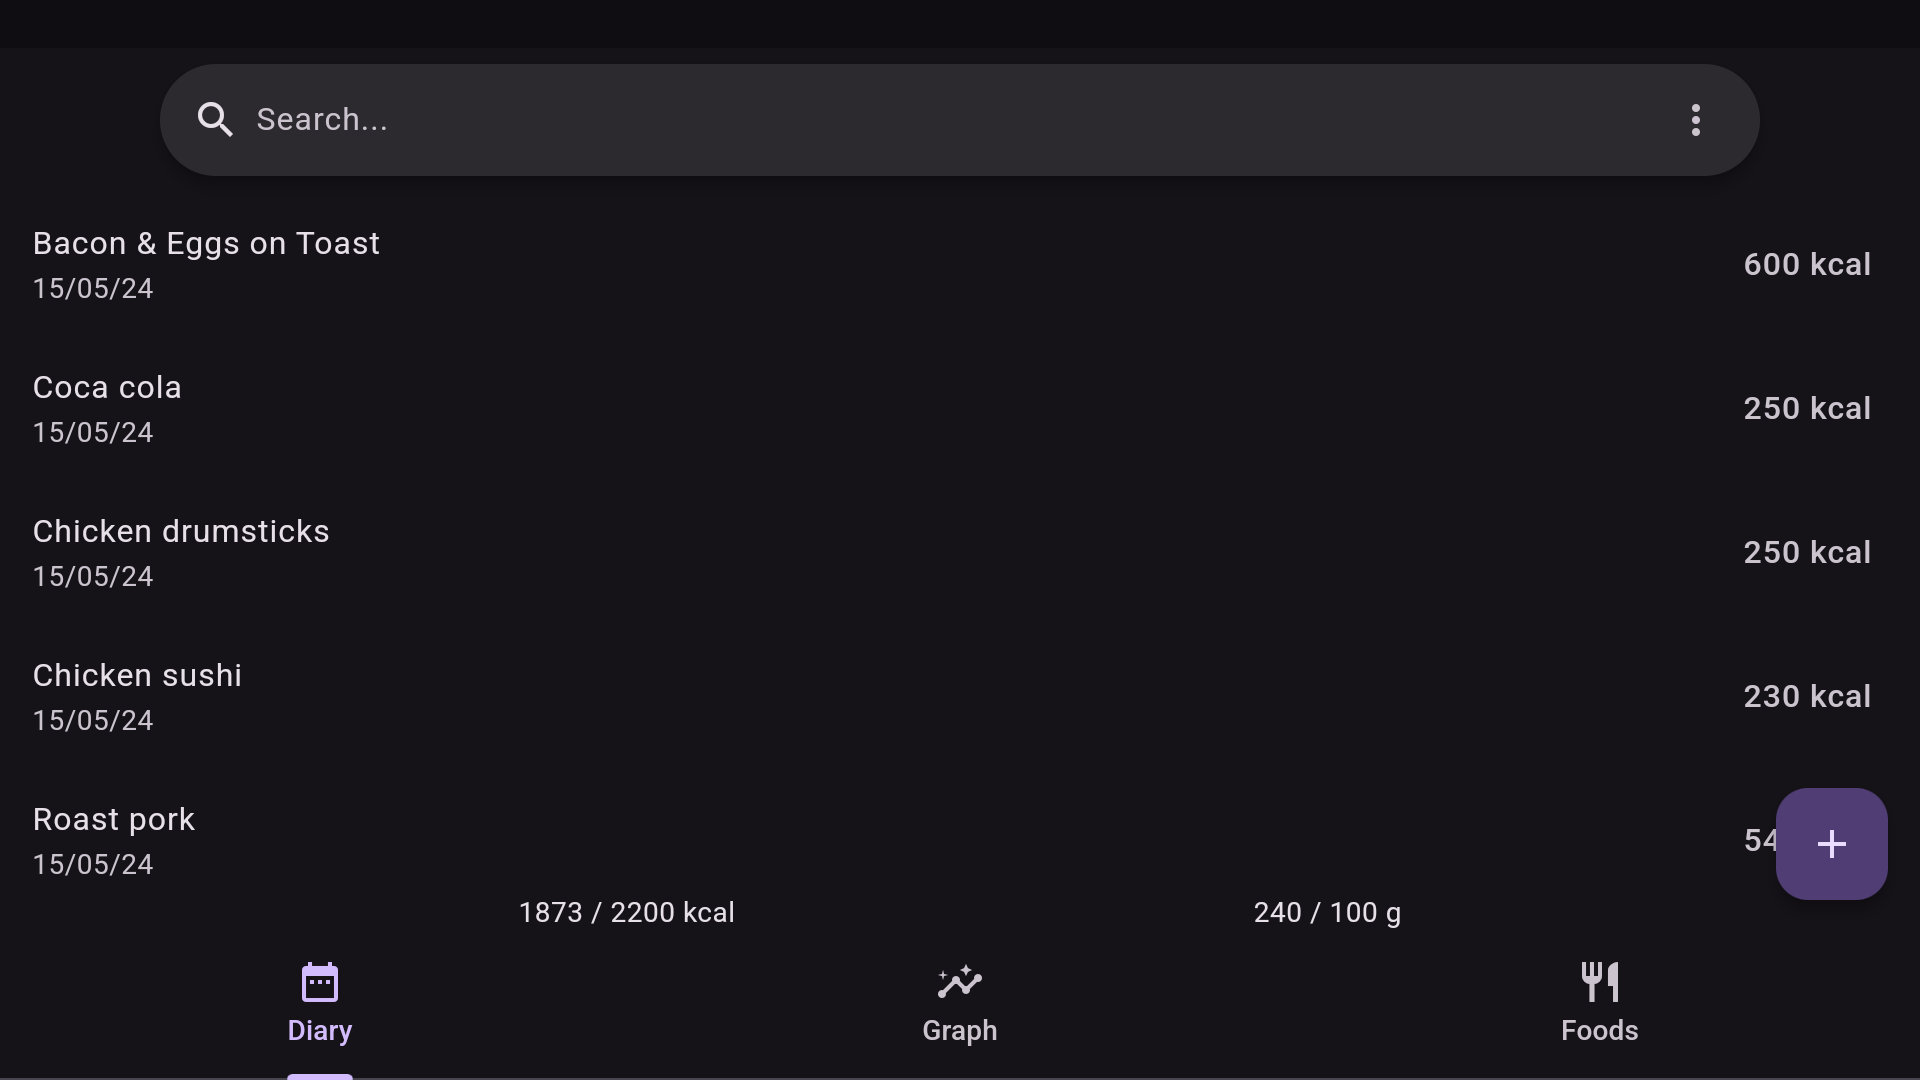 Search...
Bacon & Eggs on Toast
15/05/24
600 kcal
Coca cola
15/05/24
250 kcal
Chicken drumsticks
15/05/24
250 kcal
Chicken sushi
15/05/24
230 kcal
Roast pork
15/05/24
1873 / 2200 kcal
240 / 100 g
Diary
Graph
Foods